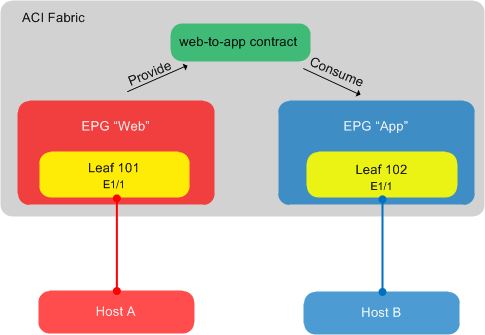 ACI Fabric
web-to-app contract
Provide
Consume
EPG “Web”
EPG “App”
Leaf 101
E1/1
Leaf 102
E1/1
Host A
Host B